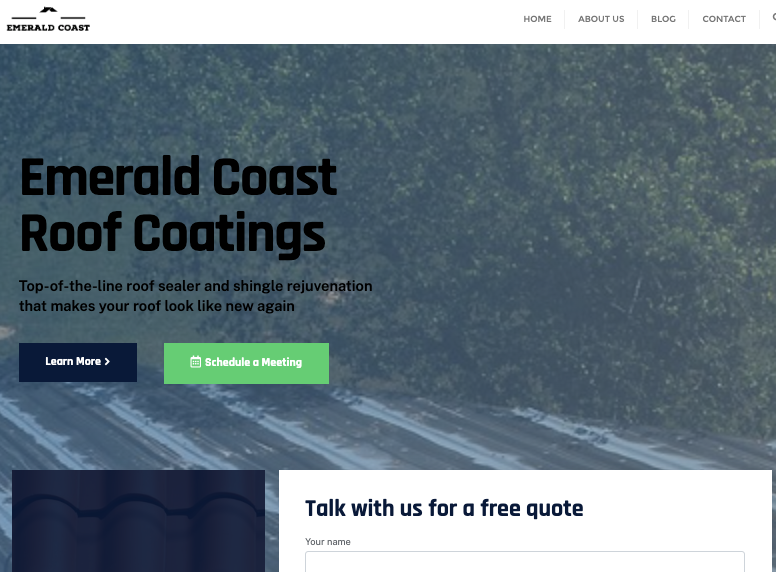 EMERALD COAST
HOME
ABOUT US
BLOG
CONTACT
Emerald Coast
Roof Coatings
Top-of-the-line roof sealer and shingle rejuvenation
that makes your roof look like new again
Learn More
Schedule a Meeting
Talk with us for a free quote
Your name